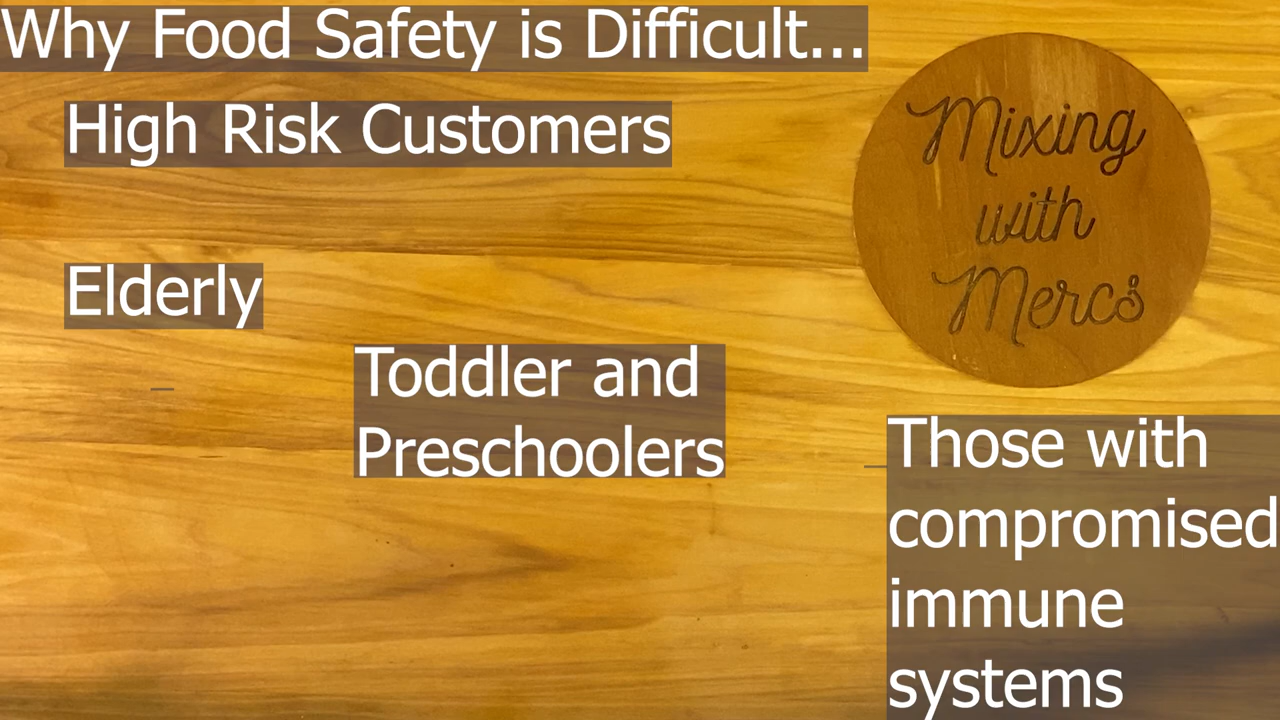 Why Food Safety is Difficult...
High Risk Customers
Mixing
with
Mercs
Elderly
Toddler and
Preschoolers
Those with
compromised
immune
systems